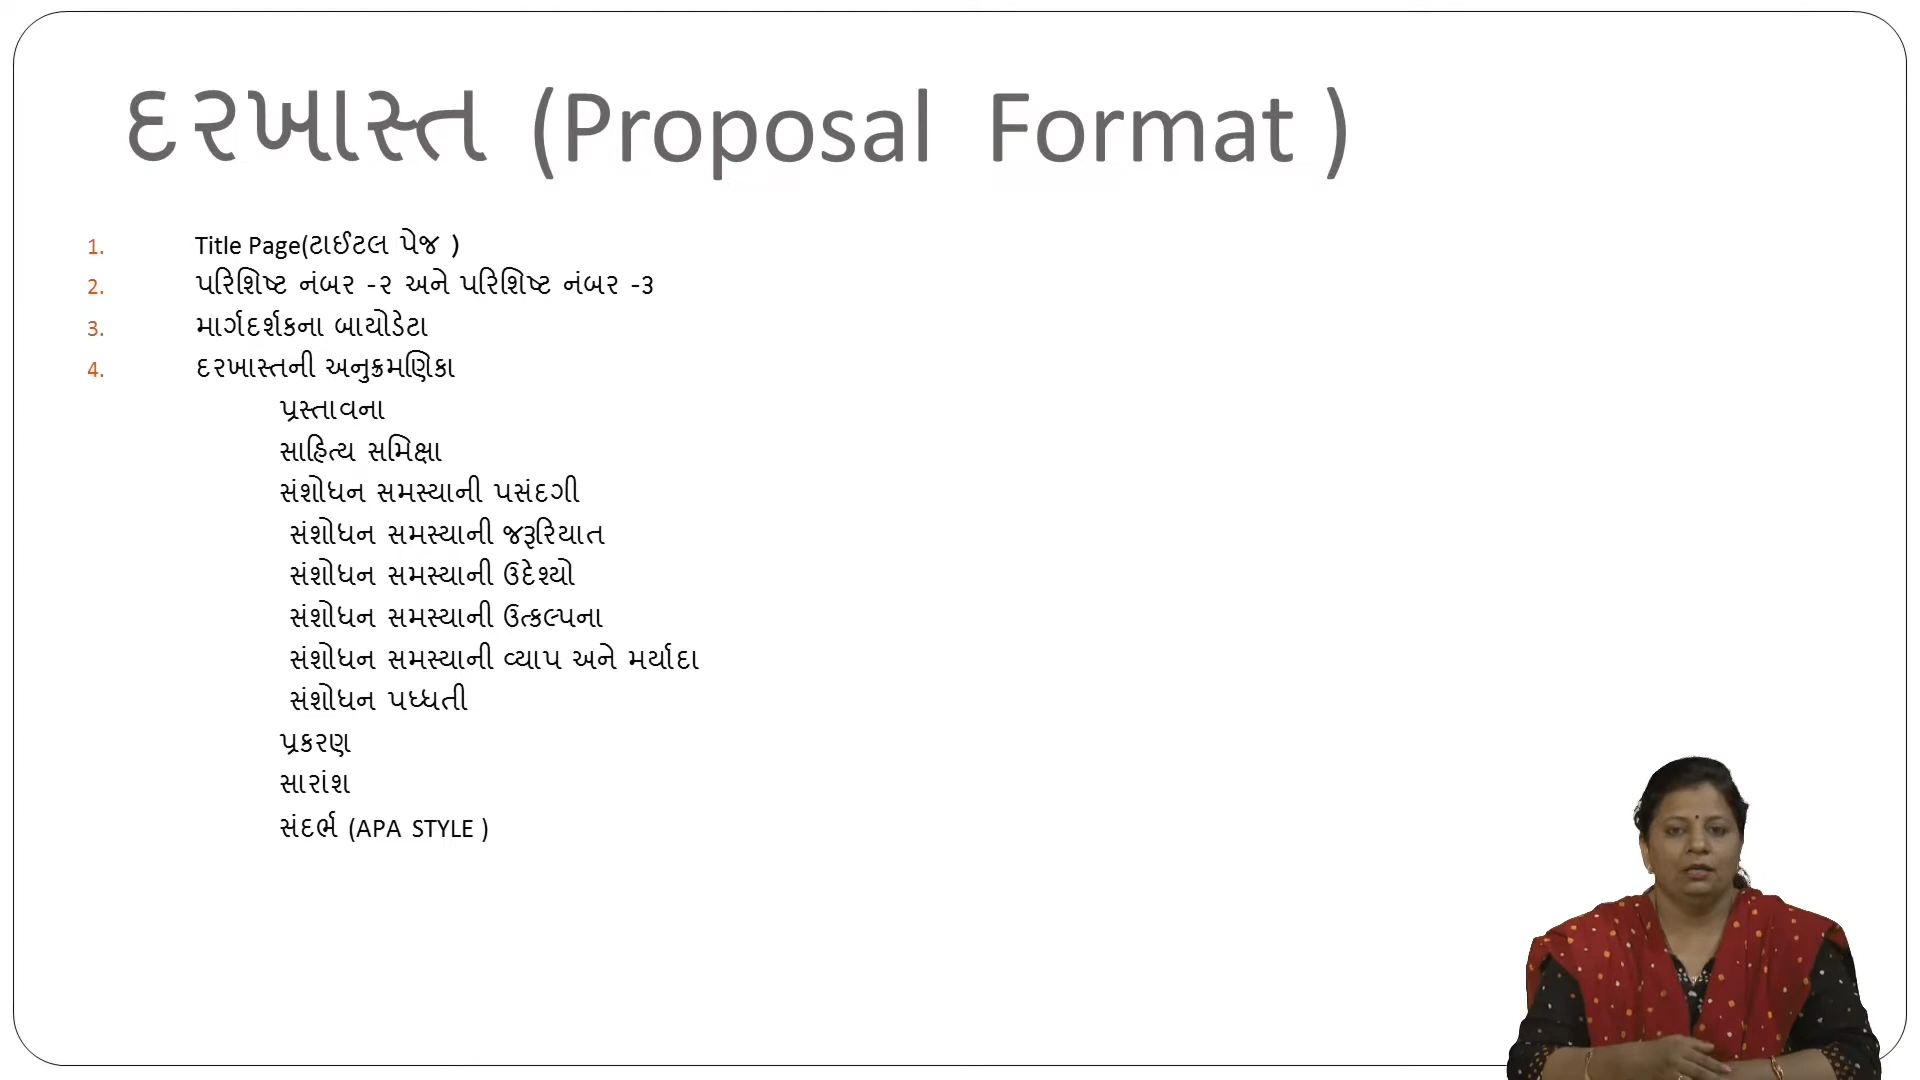 દરખાસ્ત (Proposal Format )
1. Title Page(ટાઈટલ પેજ )
2. પરિશિષ્ટ નંબર -૨ અને પરિશિષ્ટ નંબર -૩
3. માર્ગદર્શકના બાયોડેટા
4. દરખાસ્તની અનુક્રમણિકા
પ્રસ્તાવના
સાહિત્ય સમિક્ષા
સંશોધન સમસ્યાની પસંદગી
સંશોધન સમસ્યાની જરૂરિયાત
સંશોધન સમસ્યાની ઉદેશ્યો
સંશોધન સમસ્યાની ઉત્કલ્પના
સંશોધન સમસ્યાની વ્યાપ અને મર્યાદા
સંશોધન પધ્ધતી
પ્રકરણ
સારાંશ
સંદર્ભ (APA STYLE )